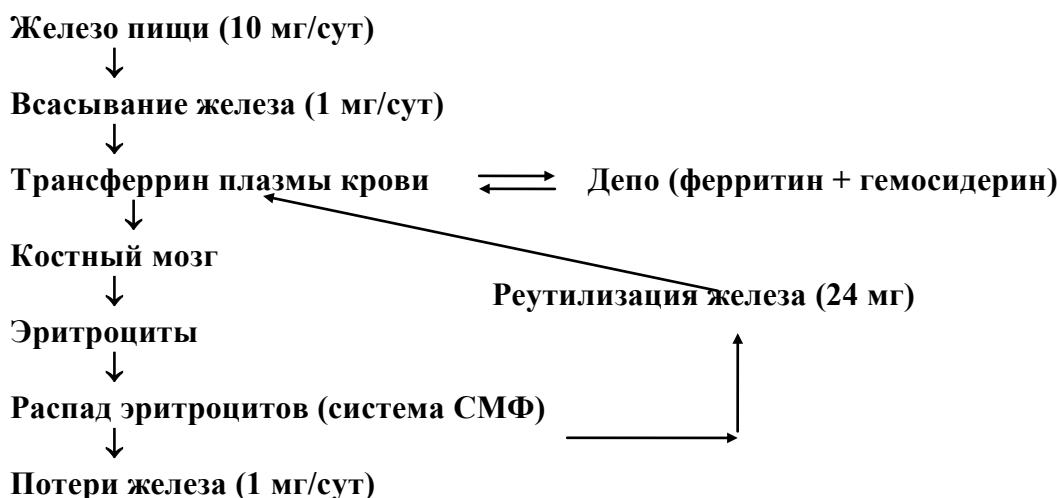 Железо пищи (10 мг/сут)
Всасывание железа (1 мг/сут)
Трансферрин плазмы крови
Депо (ферритин + гемосидерин)
Костный мозг
Реутилизация железа (24 мг)
Эритроциты
Распад эритроцитов (система СМФ)
Потери железа (1 мг/сут)